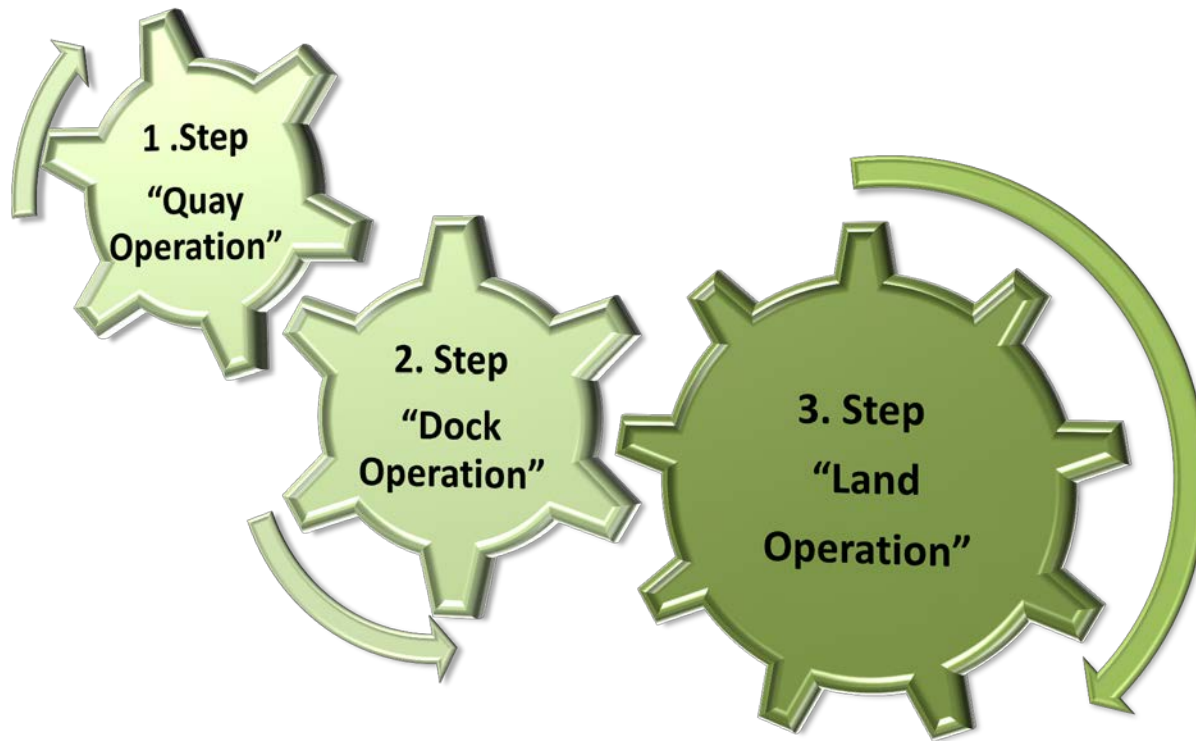 1 .Step
“Quay
Operation”
2. Step
“Dock
Operation”
3. Step
“Land
Operation”